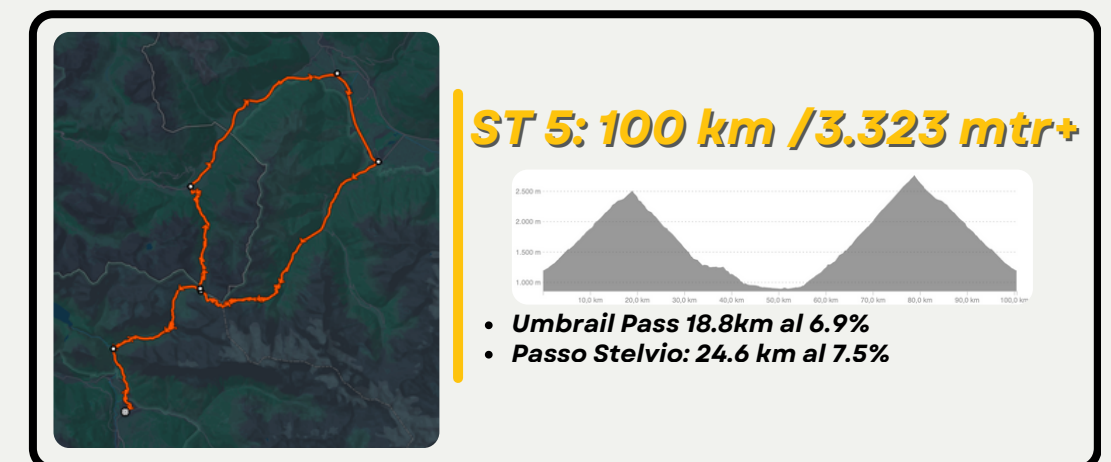 ST 5: 100 km /3.323 mtr+
2.500 m
2.000 m
1.500 m
1.000 m
10,0 km 20,0 km 30,0 km 40,0 km 50,0 km 60,0 km 70,0 km 80,0 km 90,0 km 100,0 km
• Umbrail Pass 18.8km al 6.9%
• Passo Stelvio: 24.6 km al 7.5%